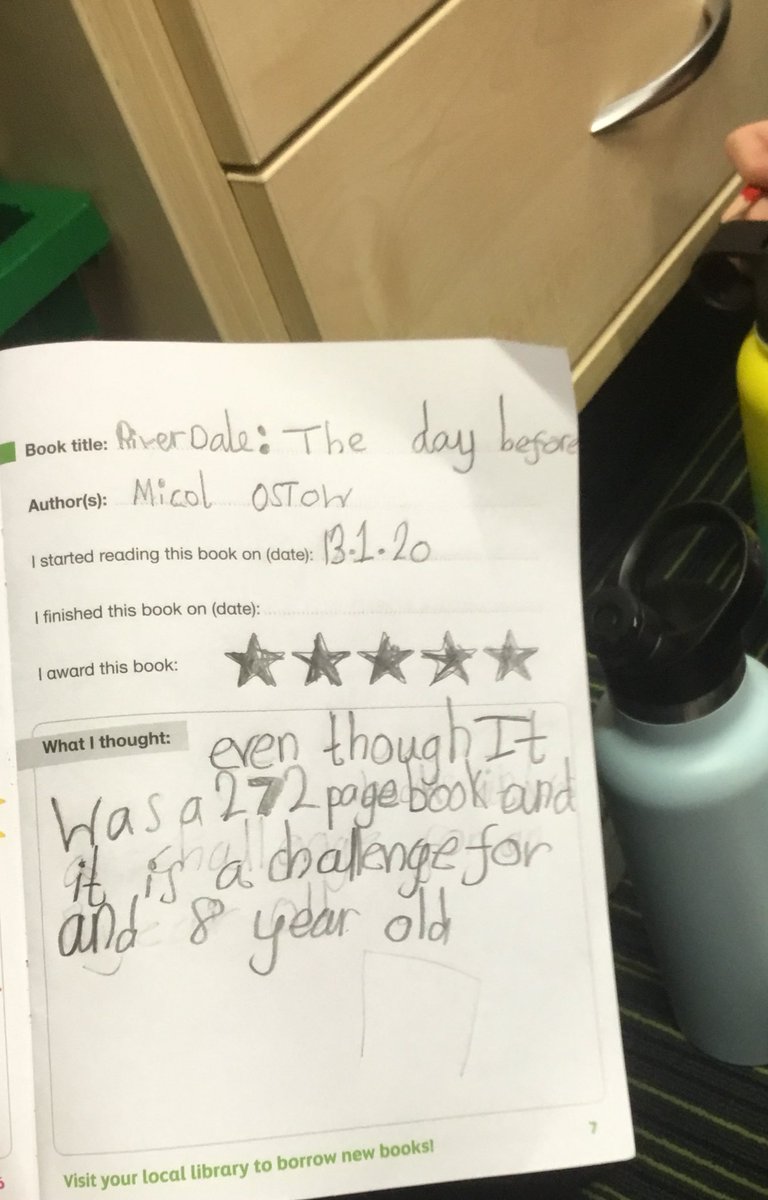 Book title: RiverDale: The day before
Author(s): Micol OSTOW
I started reading this book on (date): 13.1.20
I finished this book on (date):
I award this book:
What I thought: even though It
Was a 272 page book and
it is a challenge for
and 8 year old
7
Visit your local library to borrow new books!